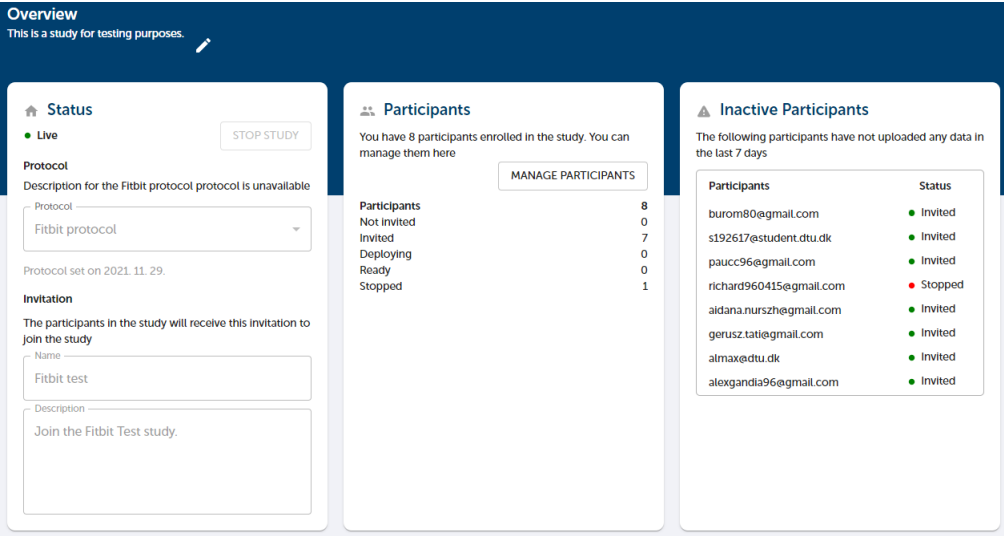 Overview
This is a study for testing purposes.
Status
Live
STOP STUDY
Protocol
Description for the Fitbit protocol protocol is unavailable
Protocol
Fitbit protocol
Protocol set on 2021. 11. 29.
Invitation
The participants in the study will receive this invitation to
join the study
Name
Fitbit test
Description
Join the Fitbit Test study.
Participants
You have 8 participants enrolled in the study. You can
manage them here
MANAGE PARTICIPANTS
Participants 8
Not invited 0
Invited 7
Deploying 0
Ready 0
Stopped 1
Inactive Participants
The following participants have not uploaded any data in
the last 7 days
Participants Status
burom80@gmail.com Invited
s192617@student.dtu.dk Invited
paucc96@gmail.com Invited
richard960415@gmail.com Stopped
aidana.nurszh@gmail.com Invited
gerusz.tati@gmail.com Invited
almax@dtu.dk Invited
alexgandia96@gmail.com Invited